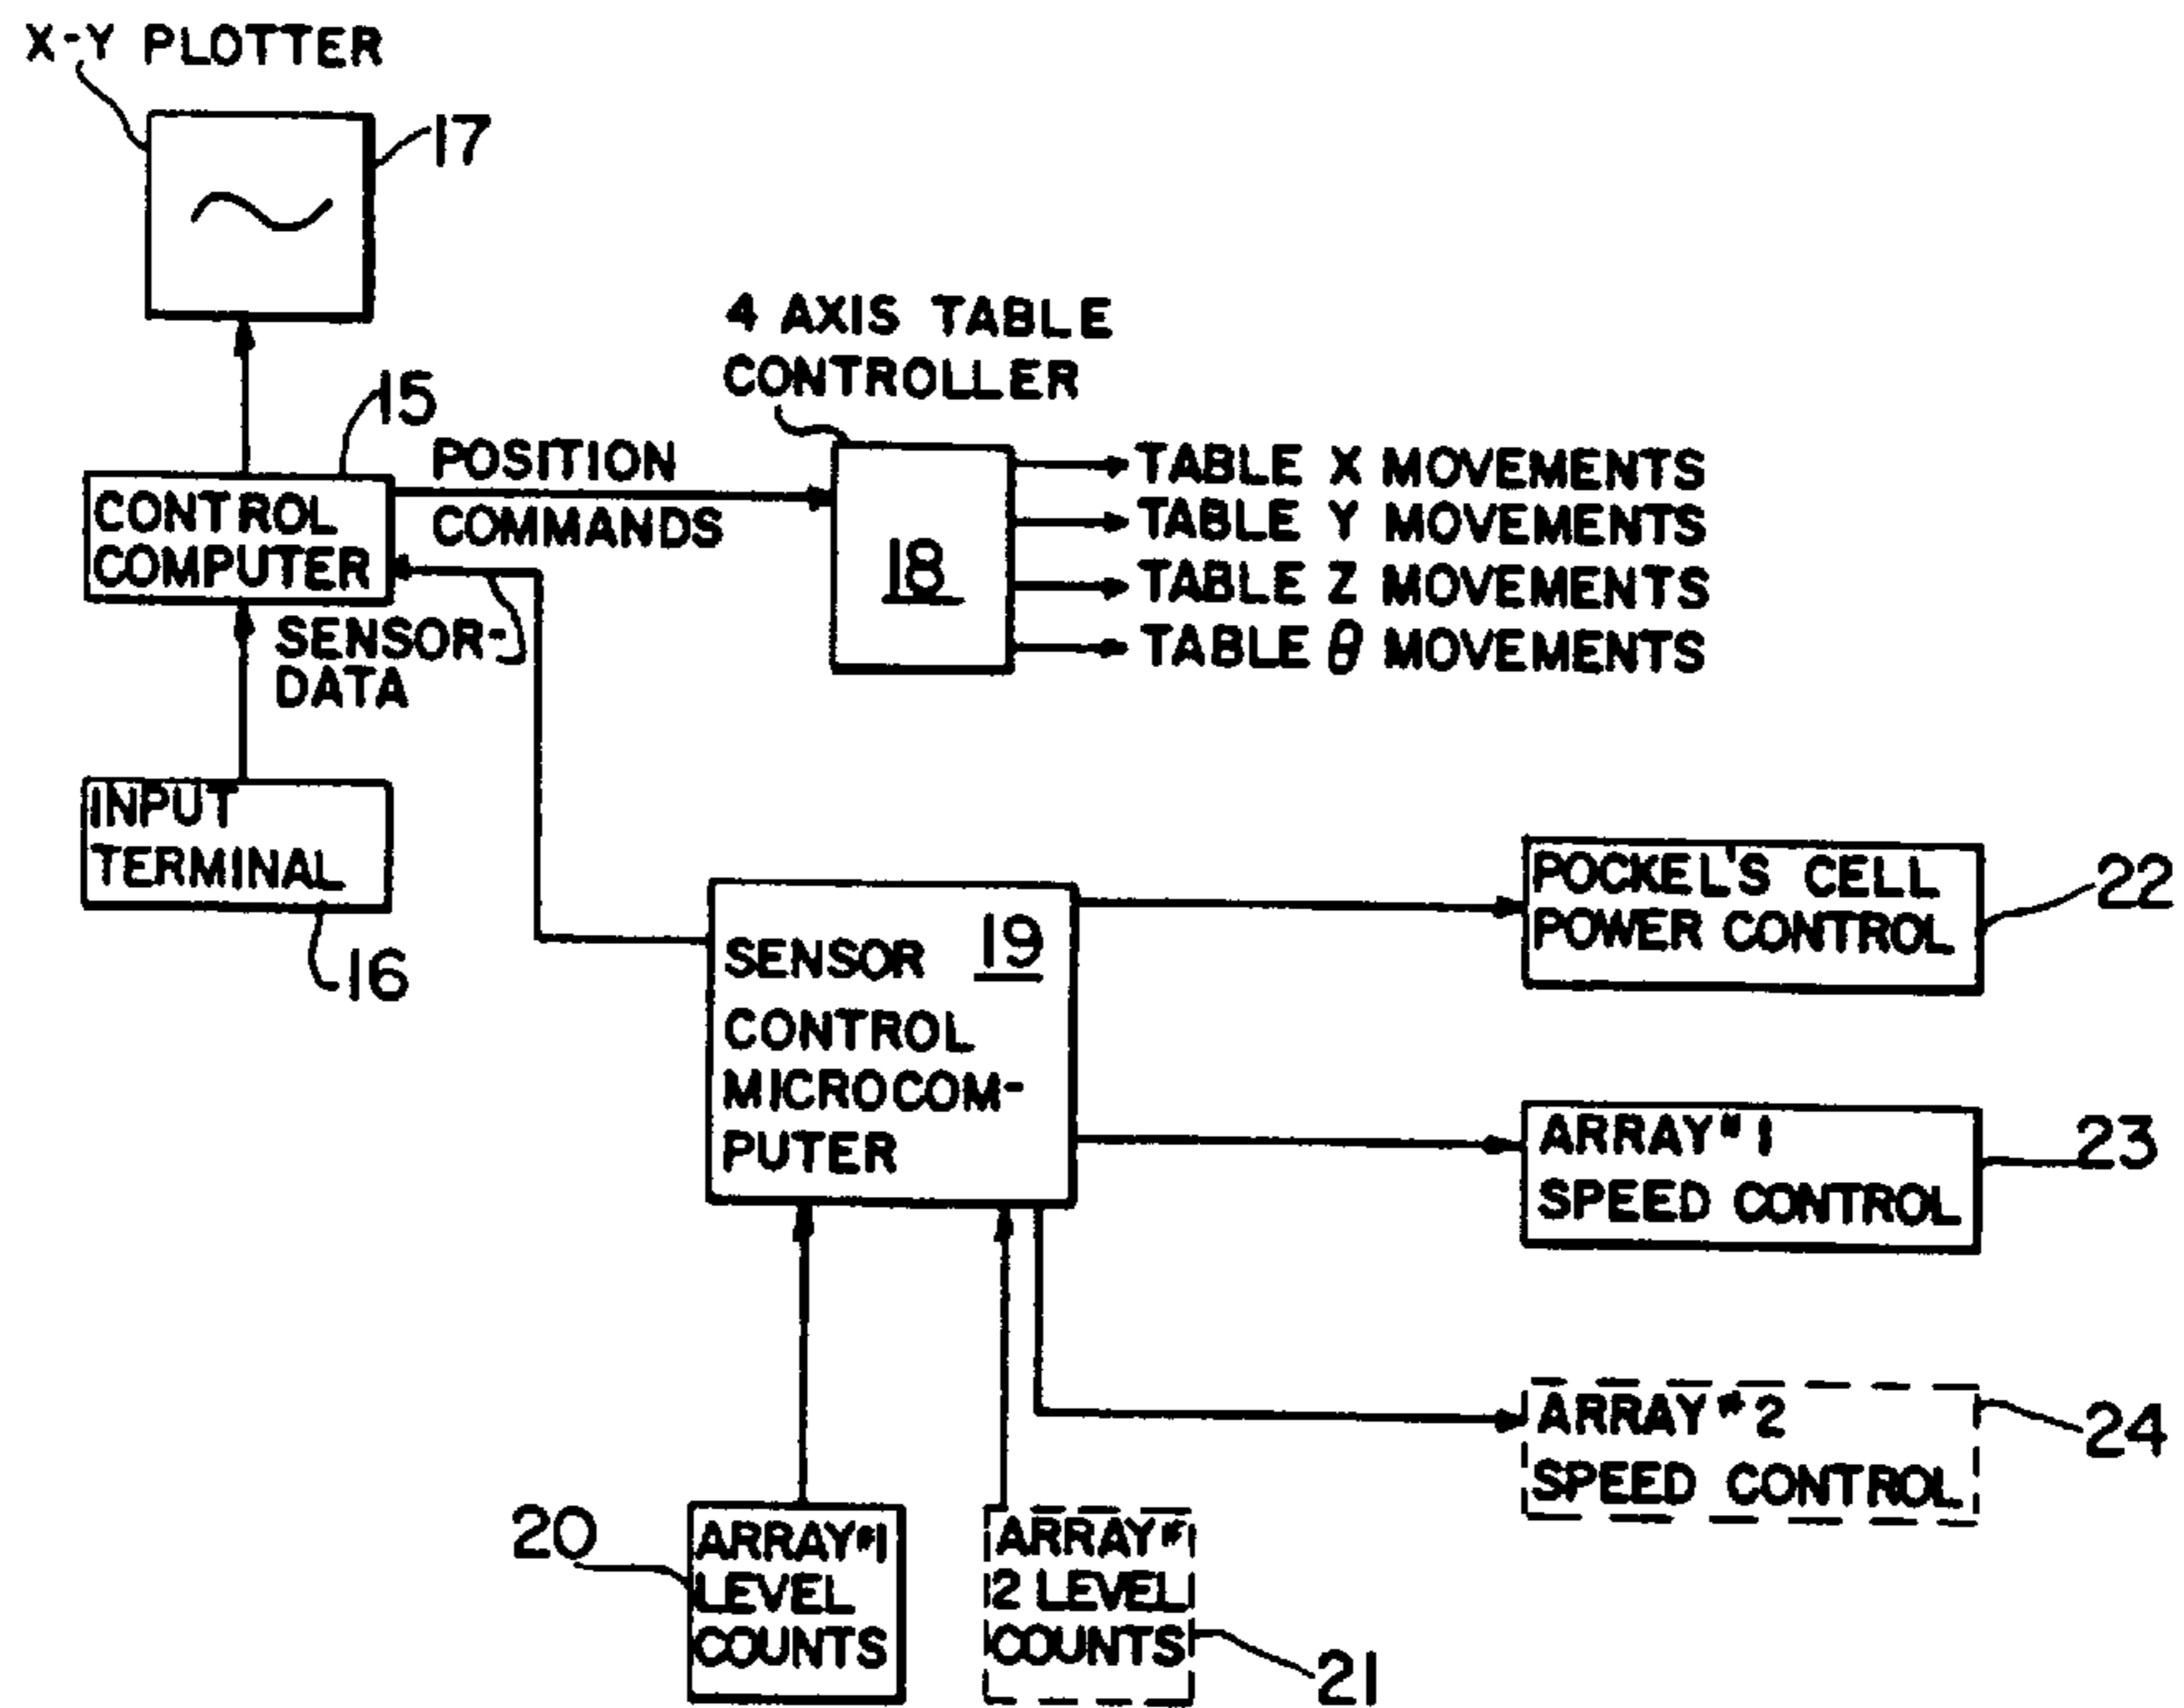 X-Y PLOTTER
17
4 AXIS TABLE
CONTROLLER
15
POSITION
COMMANDS
CONTROL
COMPUTER
18
TABLE X MOVEMENTS
TABLE Y MOVEMENTS
TABLE Z MOVEMENTS
TABLE θ MOVEMENTS
SENSOR-
DATA
INPUT
TERMINAL
16
SENSOR 19
CONTROL
MICROCOM-
PUTER
POCKEL'S CELL
POWER CONTROL
22
ARRAY #1
SPEED CONTROL
23
ARRAY #2
SPEED CONTROL
24
20
ARRAY #1
LEVEL
COUNTS
ARRAY #
2 LEVEL
COUNTS
21